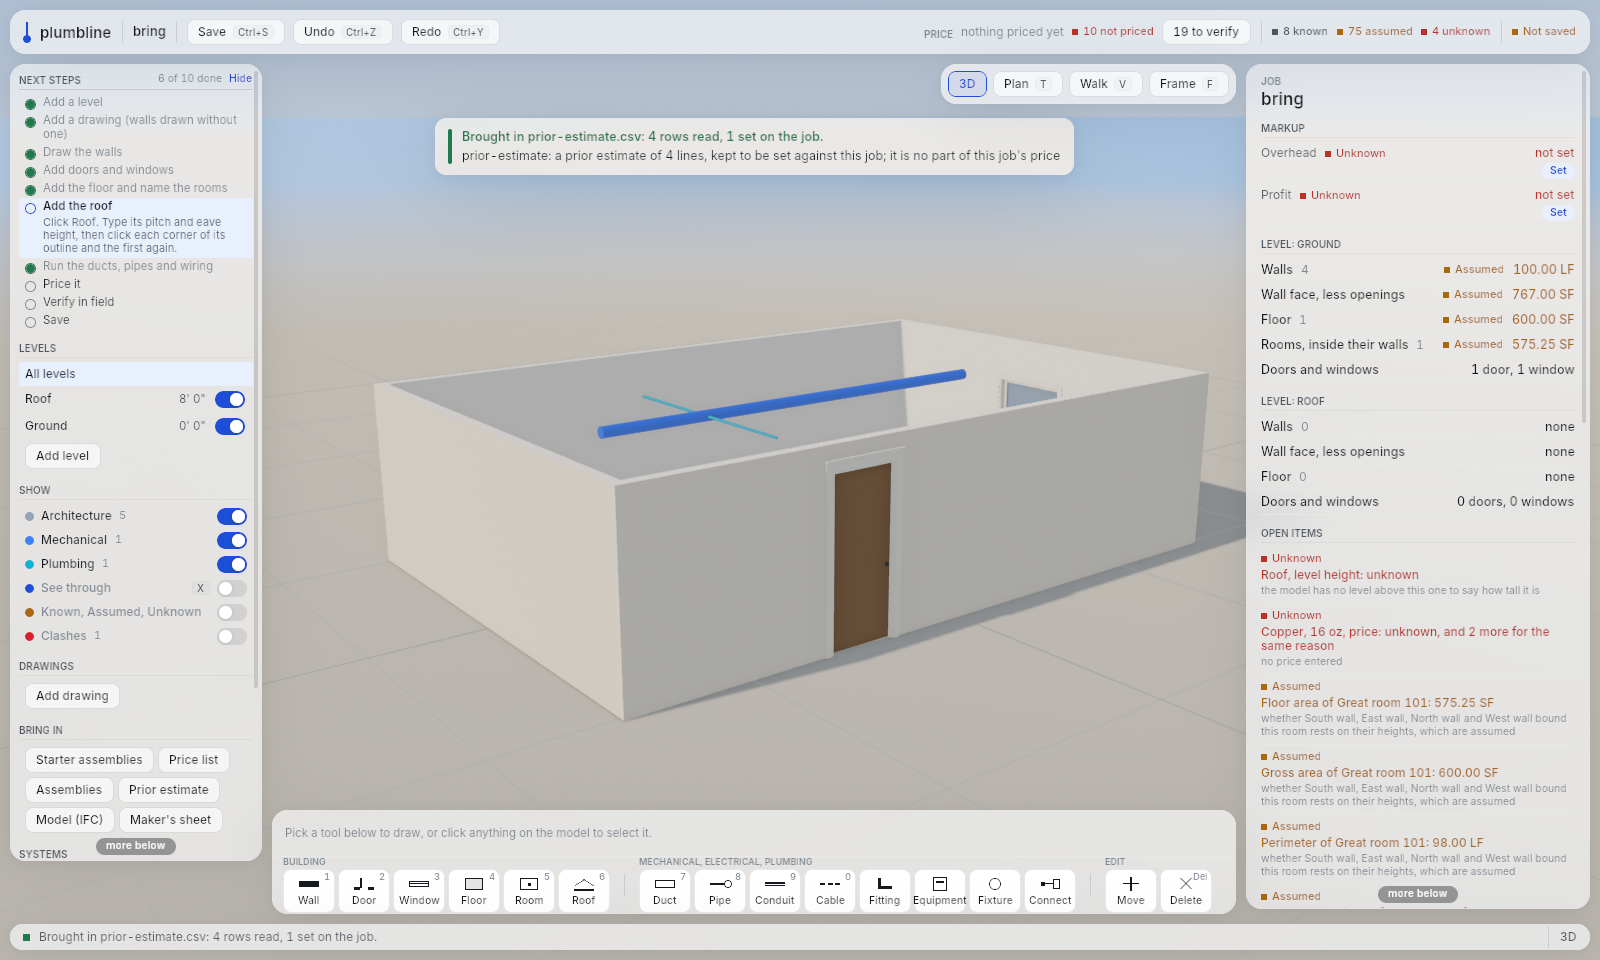 plumbline
bring
Save Ctrl+S
Undo Ctrl+Z
Redo Ctrl+Y
PRICE nothing priced yet 10 not priced
19 to verify
8 known 75 assumed 4 unknown
Not saved
NEXT STEPS 6 of 10 done Hide
Add a level
Add a drawing (walls drawn without
one)
Draw the walls
Add doors and windows
Add the floor and name the rooms
Add the roof
Click Roof. Type its pitch and eave
height, then click each corner of its
outline and the first again.
Run the ducts, pipes and wiring
Price it
Verify in field
Save
LEVELS
All levels
Roof 8' 0"
Ground 0' 0"
Add level
SHOW
Architecture 5
Mechanical 1
Plumbing 1
See through X
Known, Assumed, Unknown
Clashes 1
DRAWINGS
Add drawing
BRING IN
Starter assemblies Price list
Assemblies Prior estimate
Model (IFC) Maker's sheet
more below
SYSTEMS
3D Plan T Walk V Frame F
Brought in prior-estimate.csv: 4 rows read, 1 set on the job.
prior-estimate: a prior estimate of 4 lines, kept to be set against this job; it is no part of this job's price
Pick a tool below to draw, or click anything on the model to select it.
BUILDING
1 2 3 4 5 6
Wall Door Window Floor Room Roof
MECHANICAL, ELECTRICAL, PLUMBING
7 8 9 0
Duct Pipe Conduit Cable Fitting Equipment Fixture Connect
EDIT
Del
Move Delete
JOB
bring
MARKUP
Overhead Unknown not set
Set
Profit Unknown not set
Set
LEVEL: GROUND
Walls 4 Assumed 100.00 LF
Wall face, less openings Assumed 767.00 SF
Floor 1 Assumed 600.00 SF
Rooms, inside their walls 1 Assumed 575.25 SF
Doors and windows 1 door, 1 window
LEVEL: ROOF
Walls 0 none
Wall face, less openings none
Floor 0 none
Doors and windows 0 doors, 0 windows
OPEN ITEMS
Unknown
Roof, level height: unknown
the model has no level above this one to say how tall it is
Unknown
Copper, 16 oz, price: unknown, and 2 more for the
same reason
no price entered
Assumed
Floor area of Great room 101: 575.25 SF
whether South wall, East wall, North wall and West wall bound
this room rests on their heights, which are assumed
Assumed
Gross area of Great room 101: 600.00 SF
whether South wall, East wall, North wall and West wall bound
this room rests on their heights, which are assumed
Assumed
Perimeter of Great room 101: 98.00 LF
whether South wall, East wall, North wall and West wall bound
this room rests on their heights, which are assumed
Assumed
more below
Brought in prior-estimate.csv: 4 rows read, 1 set on the job.
3D